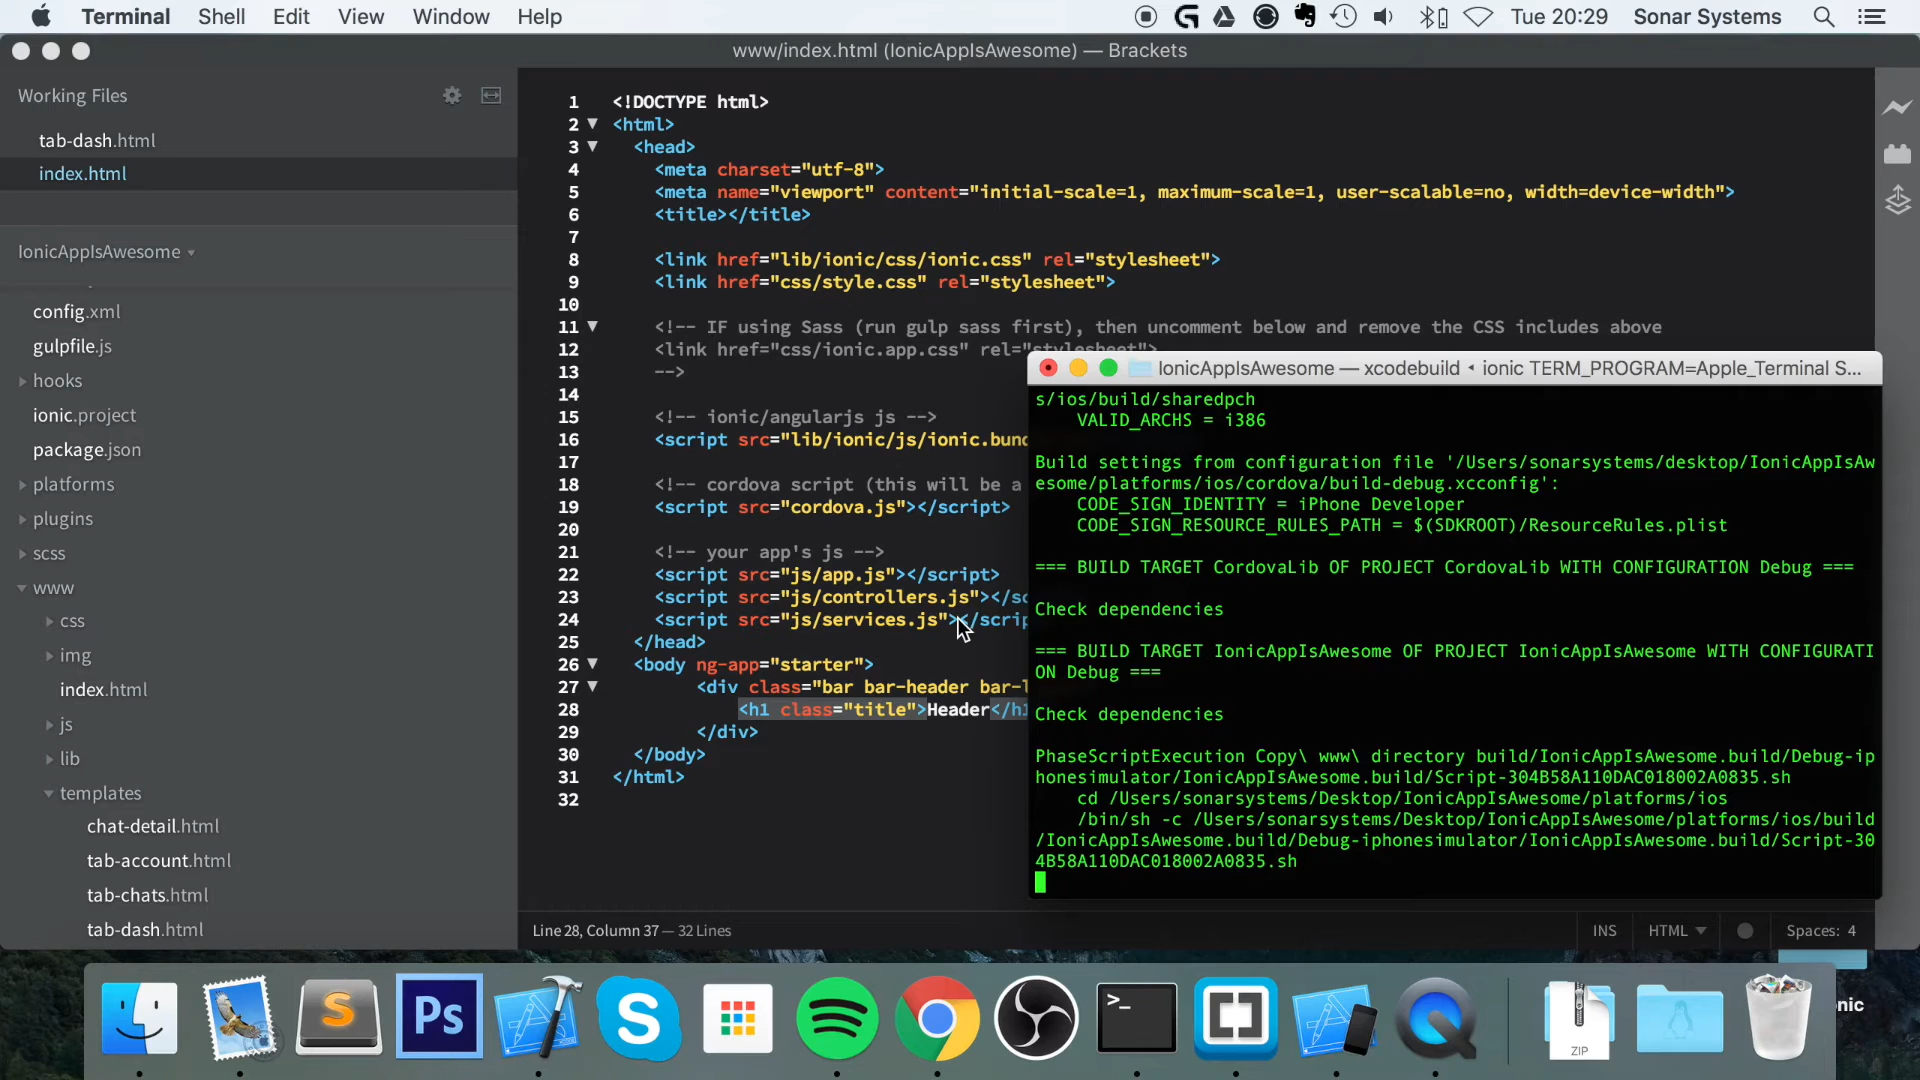 Terminal Shell Edit View Window Help Tue 20:29 Sonar Systems
www/index.html (IonicAppIsAwesome) — Brackets
Working Files
tab-dash.html
index.html
IonicAppIsAwesome
config.xml
gulpfile.js
hooks
ionic.project
package.json
platforms
plugins
scss
www
css
img
index.html
js
lib
templates
chat-detail.html
tab-account.html
tab-chats.html
tab-dash.html
1 <!DOCTYPE html>
2 <html>
3 <head>
4 <meta charset="utf-8">
5 <meta name="viewport" content="initial-scale=1, maximum-scale=1, user-scalable=no, width=device-width">
6 <title></title>
7
8 <link href="lib/ionic/css/ionic.css" rel="stylesheet">
9 <link href="css/style.css" rel="stylesheet">
10
11 <!-- IF using Sass (run gulp sass first), then uncomment below and remove the CSS includes above
12 <link href="css/ionic.app.css" rel="stylesheet">
13 -->
14
15 <!-- ionic/angularjs js -->
16 <script src="lib/ionic/js/ionic.bund
17
18 <!-- cordova script (this will be a
19 <script src="cordova.js"></script>
20
21 <!-- your app's js -->
22 <script src="js/app.js"></script>
23 <script src="js/controllers.js"></sc
24 <script src="js/services.js"></scrip
25 </head>
26 <body ng-app="starter">
27 <div class="bar bar-header bar-l
28 <h1 class="title">Header</h1
29 </div>
30 </body>
31 </html>
32
IonicAppIsAwesome — xcodebuild • ionic TERM_PROGRAM=Apple_Terminal S...
s/ios/build/sharedpch
VALID_ARCHS = i386
Build settings from configuration file '/Users/sonarsystems/desktop/IonicAppIsAw
esome/platforms/ios/cordova/build-debug.xcconfig':
CODE_SIGN_IDENTITY = iPhone Developer
CODE_SIGN_RESOURCE_RULES_PATH = $(SDKROOT)/ResourceRules.plist
=== BUILD TARGET CordovaLib OF PROJECT CordovaLib WITH CONFIGURATION Debug ===
Check dependencies
=== BUILD TARGET IonicAppIsAwesome OF PROJECT IonicAppIsAwesome WITH CONFIGURATI
ON Debug ===
Check dependencies
PhaseScriptExecution Copy\ www\ directory build/IonicAppIsAwesome.build/Debug-ip
honesimulator/IonicAppIsAwesome.build/Script-304B58A110DAC018002A0835.sh
cd /Users/sonarsystems/Desktop/IonicAppIsAwesome/platforms/ios
/bin/sh -c /Users/sonarsystems/Desktop/IonicAppIsAwesome/platforms/ios/build
/IonicAppIsAwesome.build/Debug-iphonesimulator/IonicAppIsAwesome.build/Script-30
4B58A110DAC018002A0835.sh
Line 28, Column 37 — 32 Lines INS HTML Spaces: 4
S Ps S >_ ZIP nic